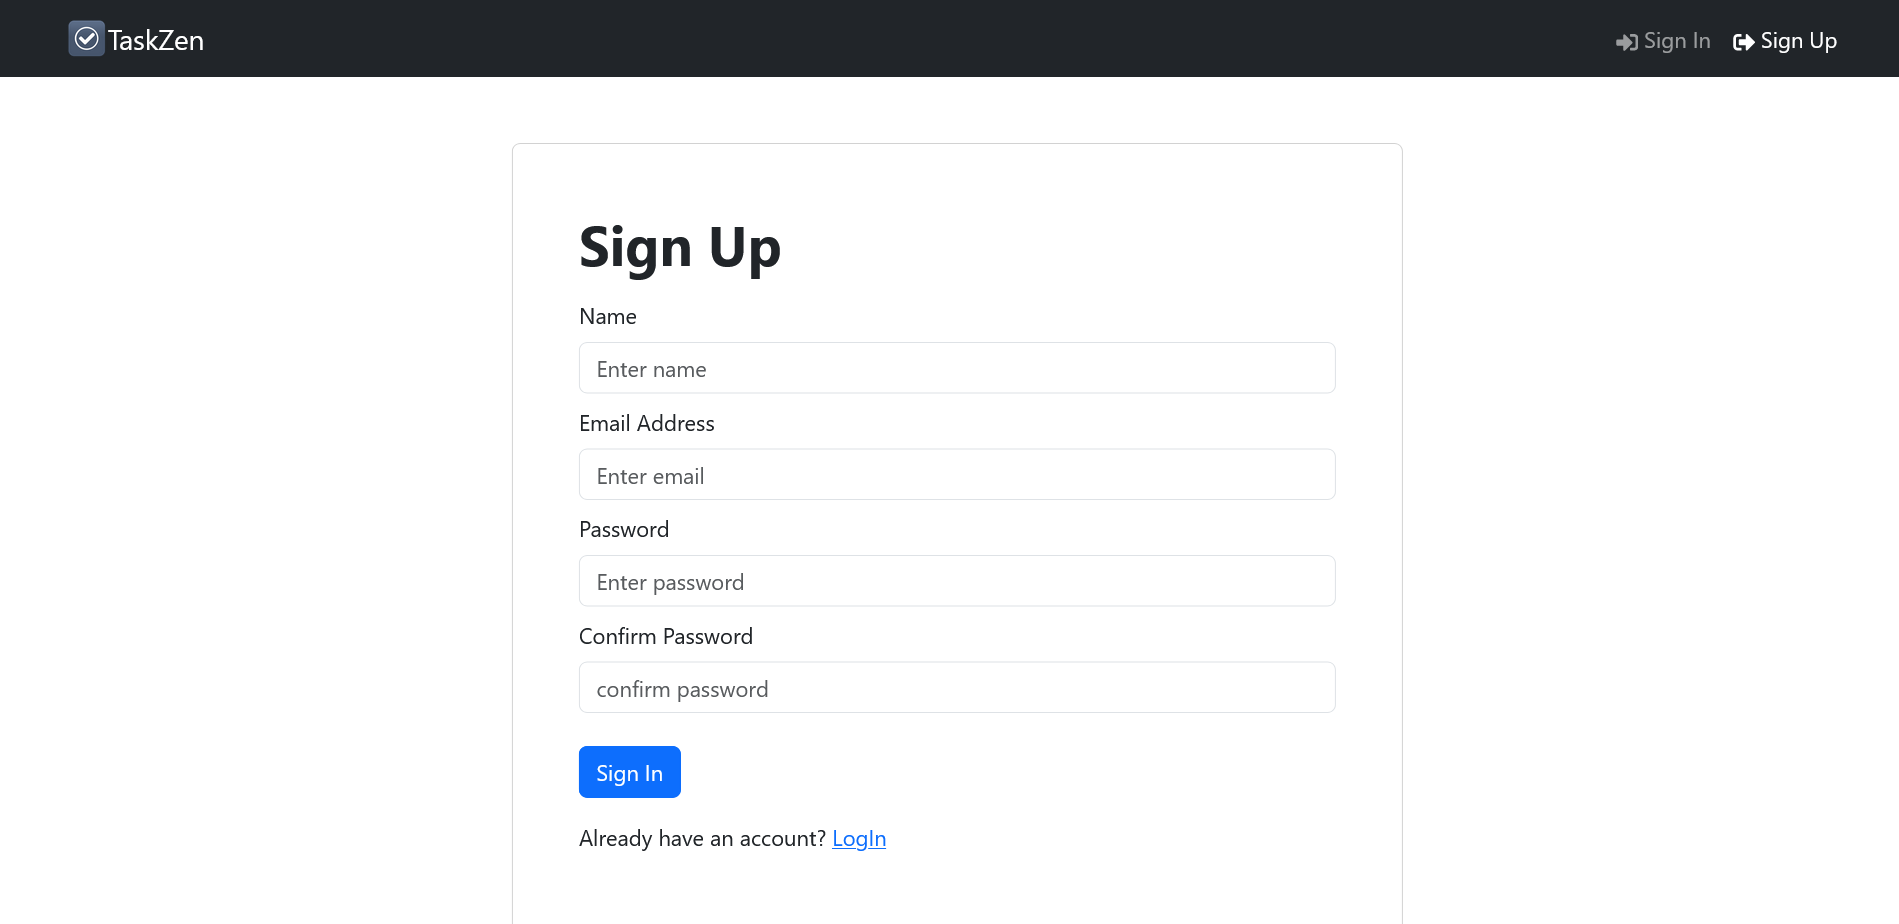 TaskZen
Sign In
Sign Up
Sign Up
Name
Enter name
Email Address
Enter email
Password
Enter password
Confirm Password
confirm password
Sign In
Already have an account? LogIn